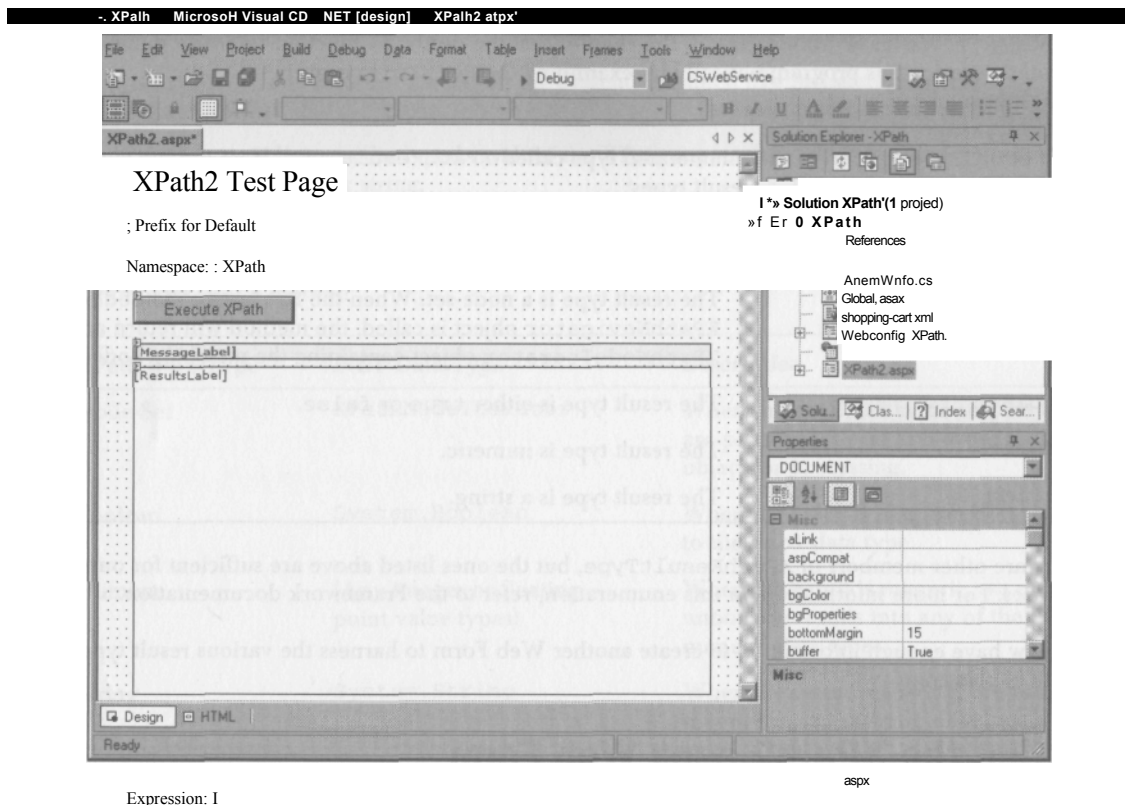 -. XPalh MicrosoH Visual CD NET [design] XPalh2 atpx'
File Edit View Project Build Debug Data Format Table Insert Frames Tools Window Help
Debug CSWebService
B I U A
XPath2.aspx*
Solution Explorer - XPath
XPath2 Test Page
I *» Solution XPath'(1 projed)
»f Er 0 XPath
; Prefix for Default
References
Namespace: : XPath
AnemWnfo.cs
Execute XPath
Global, asax
shopping-cart xml
Webconfig XPath.
[MessageLabel]
[ResultsLabel]
XPath2.aspx
Solu... Clas... Index Sear...
Properties
DOCUMENT
Misc
aLink
aspCompat
background
bgColor
bgProperties
bottomMargin 15
buffer True
Misc
Design HTML
Ready
aspx
Expression: I